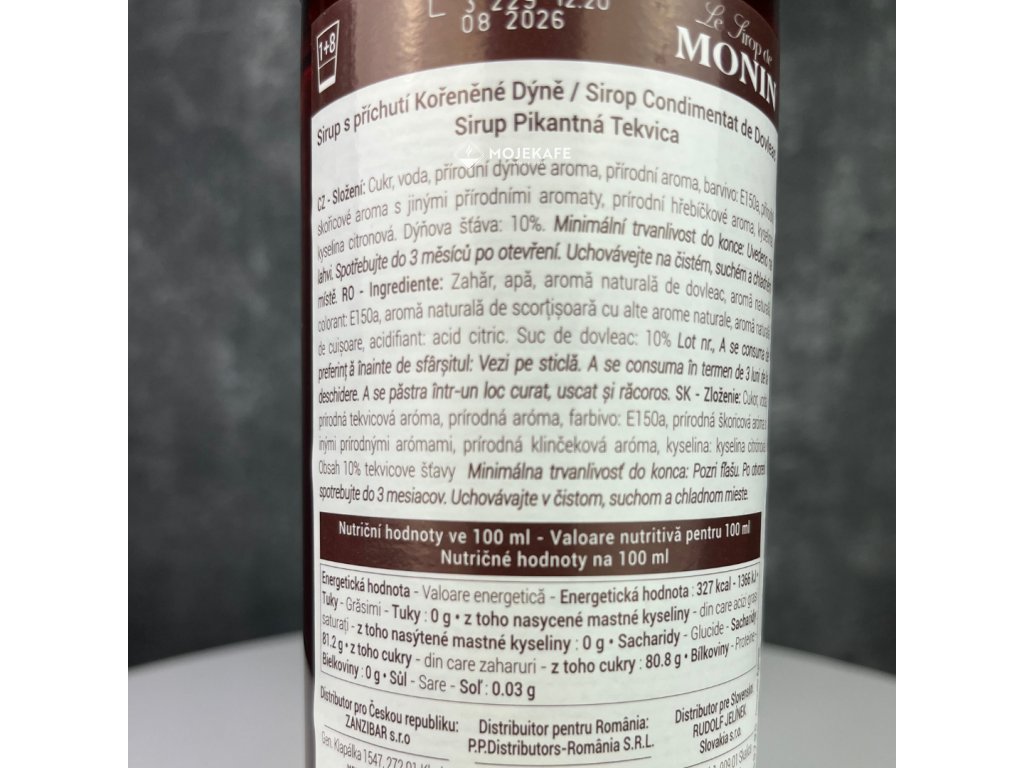 L 3 229 12:20
08 2026
1+8
Le Sirop de
MONIN
Sirup s příchutí Kořeněné Dýně / Sirop Condimentat de Dovleac
Sirup Pikantná Tekvica
MOJEKAFE
CZ - Složení: Cukr, voda, přírodní dýňové aroma, přírodní aroma, barvivo: E150a, přírodní
skořicové aroma s jinými přírodními aromaty, přírodní hřebíčkové aroma, kyselina:
kyselina citronová. Dýňova šťáva: 10%. Minimální trvanlivost do konce: Uvedeno na
lahvi. Spotřebujte do 3 měsíců po otevření. Uchovávejte na čistém, suchém a chladném
místě. RO - Ingrediente: Zahăr, apă, aromă naturală de dovleac, aromă naturală,
colorant: E150a, aromă naturală de scorțișoară cu alte arome naturale, aromă naturală
de cuișoare, acidifiant: acid citric. Suc de dovleac: 10% Lot nr., A se consuma de
preferinț ă înainte de sfârșitul: Vezi pe sticlă. A se consuma în termen de 3 luni de la
deschidere. A se păstra într-un loc curat, uscat și răcoros. SK - Zloženie: Cukor, voda,
prírodná tekvicová aróma, prírodná aróma, farbivo: E150a, prírodná škoricová aróma s
inými prírodnými arómami, prírodná klinčeková aróma, kyselina: kyselina citrónová
Obsah 10% tekvicove šťavy Minimálna trvanlivosť do konca: Pozri fľašu. Po otvorení
spotrebujte do 3 mesiacov. Uchovávajte v čistom, suchom a chladnom mieste.
Nutriční hodnoty ve 100 ml - Valoare nutritivă pentru 100 ml
Nutričné hodnoty na 100 ml
Energetická hodnota - Valoare energetică - Energetická hodnota : 327 kcal - 1366 kJ •
Tuky - Grăsimi - Tuky : 0 g • z toho nasycené mastné kyseliny - din care acizi grași
saturați - z toho nasýtené mastné kyseliny : 0 g • Sacharidy - Glucide - Sacharidy
81.2 g • z toho cukry - din care zaharuri - z toho cukry : 80.8 g • Bílkoviny - Proteine -
Bielkoviny : 0 g • Sůl - Sare - Soľ : 0.03 g
Distributor pro Českou republiku:
ZANZIBAR s.r.o
Gen. Klapálka 1547, 272 01
Distribuitor pentru România:
P.P.Distributors-România S.R.L.
Distributor pre Slovensko:
RUDOLF JELÍNEK
Slovakia s.r.o.